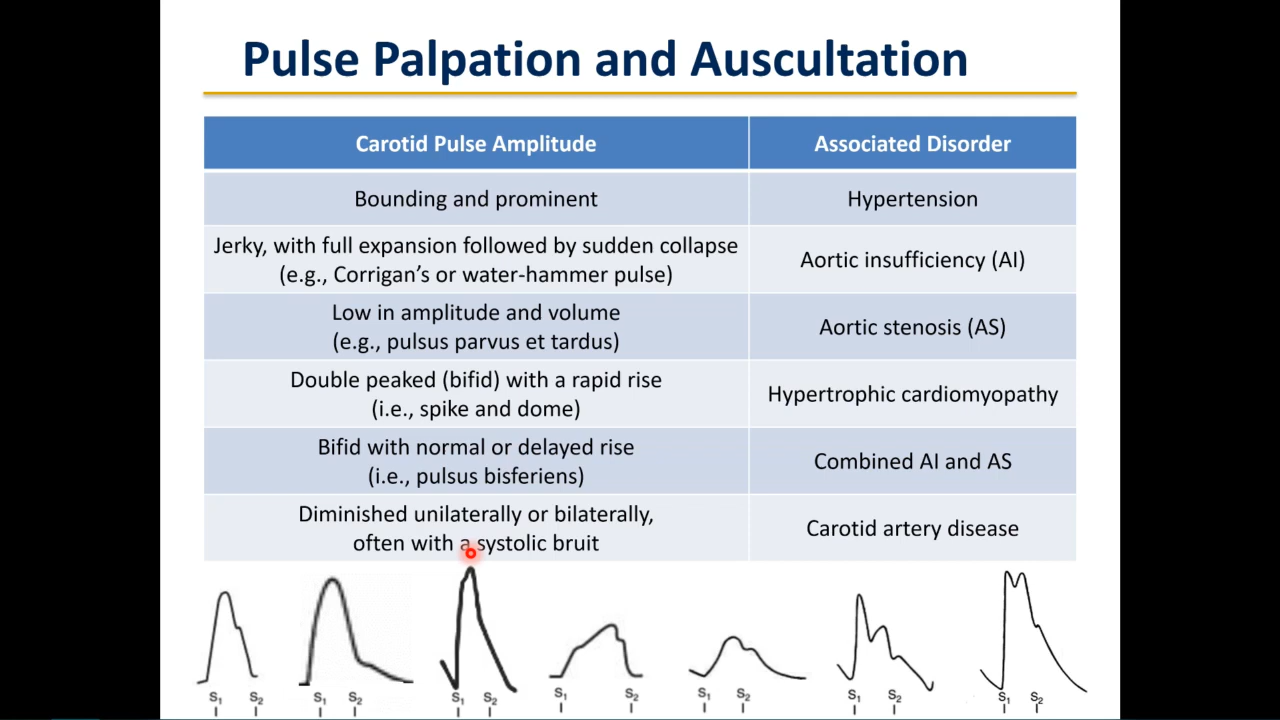 Pulse Palpation and Auscultation
Carotid Pulse Amplitude
Associated Disorder
Bounding and prominent
Hypertension
Jerky, with full expansion followed by sudden collapse
(e.g., Corrigan's or water-hammer pulse)
Aortic insufficiency (AI)
Low in amplitude and volume
(e.g., pulsus parvus et tardus)
Aortic stenosis (AS)
Double peaked (bifid) with a rapid rise
(i.e., spike and dome)
Hypertrophic cardiomyopathy
Bifid with normal or delayed rise
(i.e., pulsus bisferiens)
Combined AI and AS
Diminished unilaterally or bilaterally,
often with a systolic bruit
Carotid artery disease
S1 S2 S1 S2 S1 S2 S1 S2 S1 S2 S1 S2 S1 S2